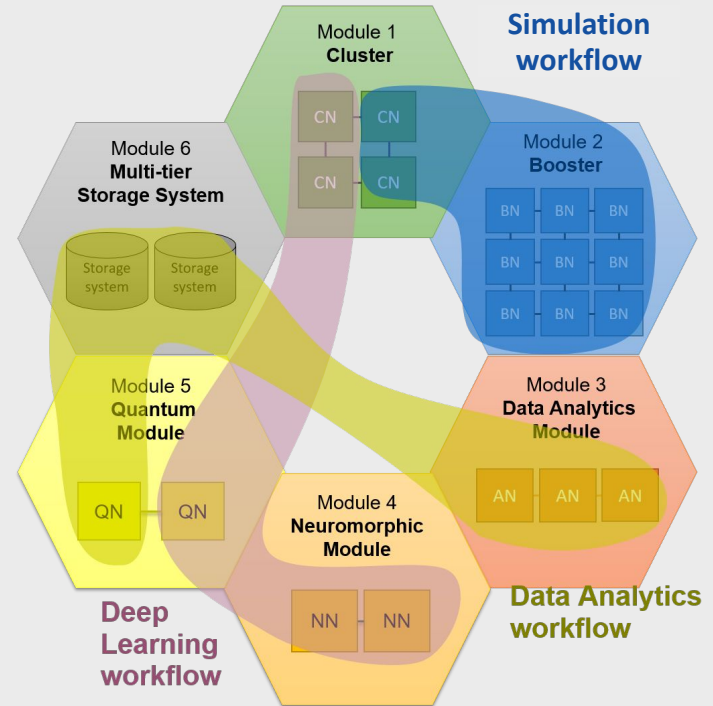 Simulation
workflow
Module 1
Cluster
CN CN
CN CN
Module 6
Multi-tier
Storage System
Storage
system
Storage
system
Module 2
Booster
BN BN BN
BN BN BN
BN BN BN
Module 5
Quantum
Module
QN QN
Module 3
Data Analytics
Module
AN AN AN
Module 4
Neuromorphic
Module
NN NN
Deep
Learning
workflow
Data Analytics
workflow